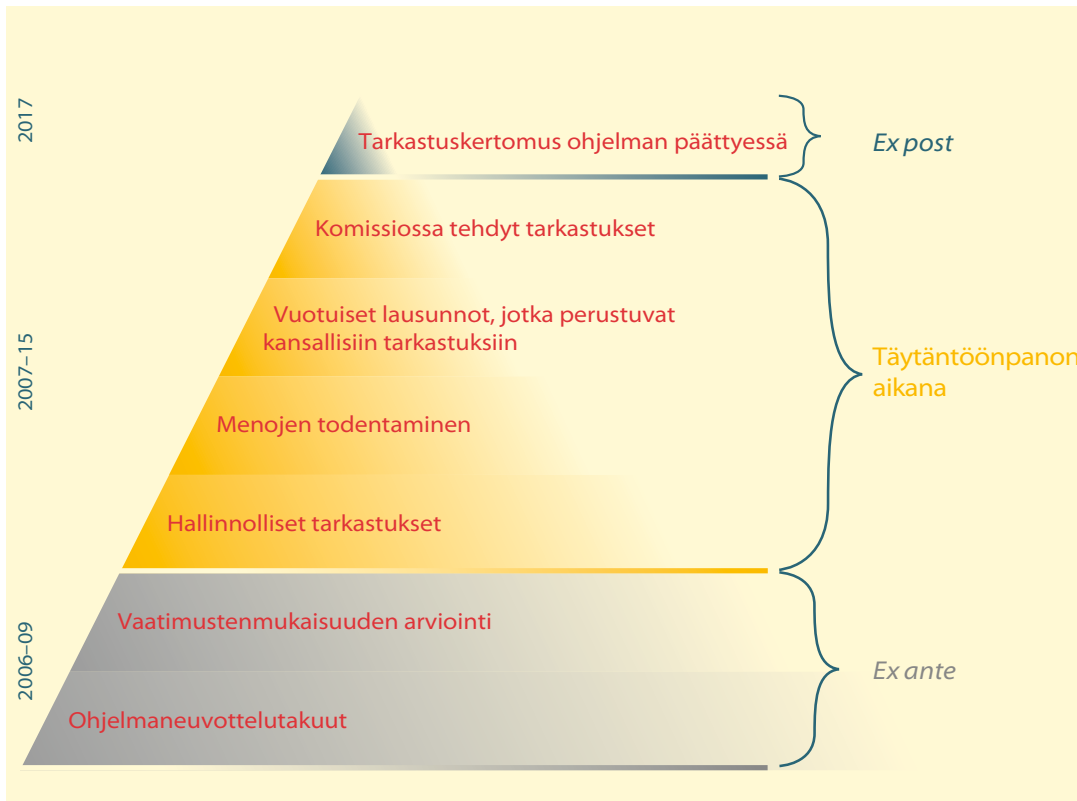 2017
Tarkastuskertomus ohjelman päättyessä
Ex post
Komissiossa tehdyt tarkastukset
2007–15
Vuotuiset lausunnot, jotka perustuvat
kansallisiin tarkastuksiin
Täytäntöönpanon
aikana
Menojen todentaminen
Hallinnolliset tarkastukset
2006–09
Vaatimustenmukaisuuden arviointi
Ex ante
Ohjelmaneuvottelutakuut